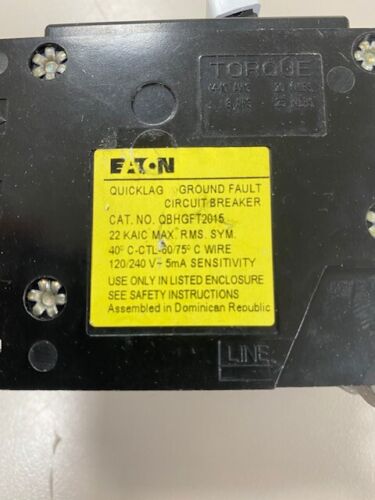 TORQUE
EATON
QUICKLAG GROUND FAULT
CIRCUIT BREAKER
CAT. NO. QBHGFT2015
22 KAIC MAX. RMS. SYM.
40° C-CTL-60/75° C WIRE
120/240 V~ 5mA SENSITIVITY
USE ONLY IN LISTED ENCLOSURE
SEE SAFETY INSTRUCTIONS
Assembled in Dominican Republic
LINE